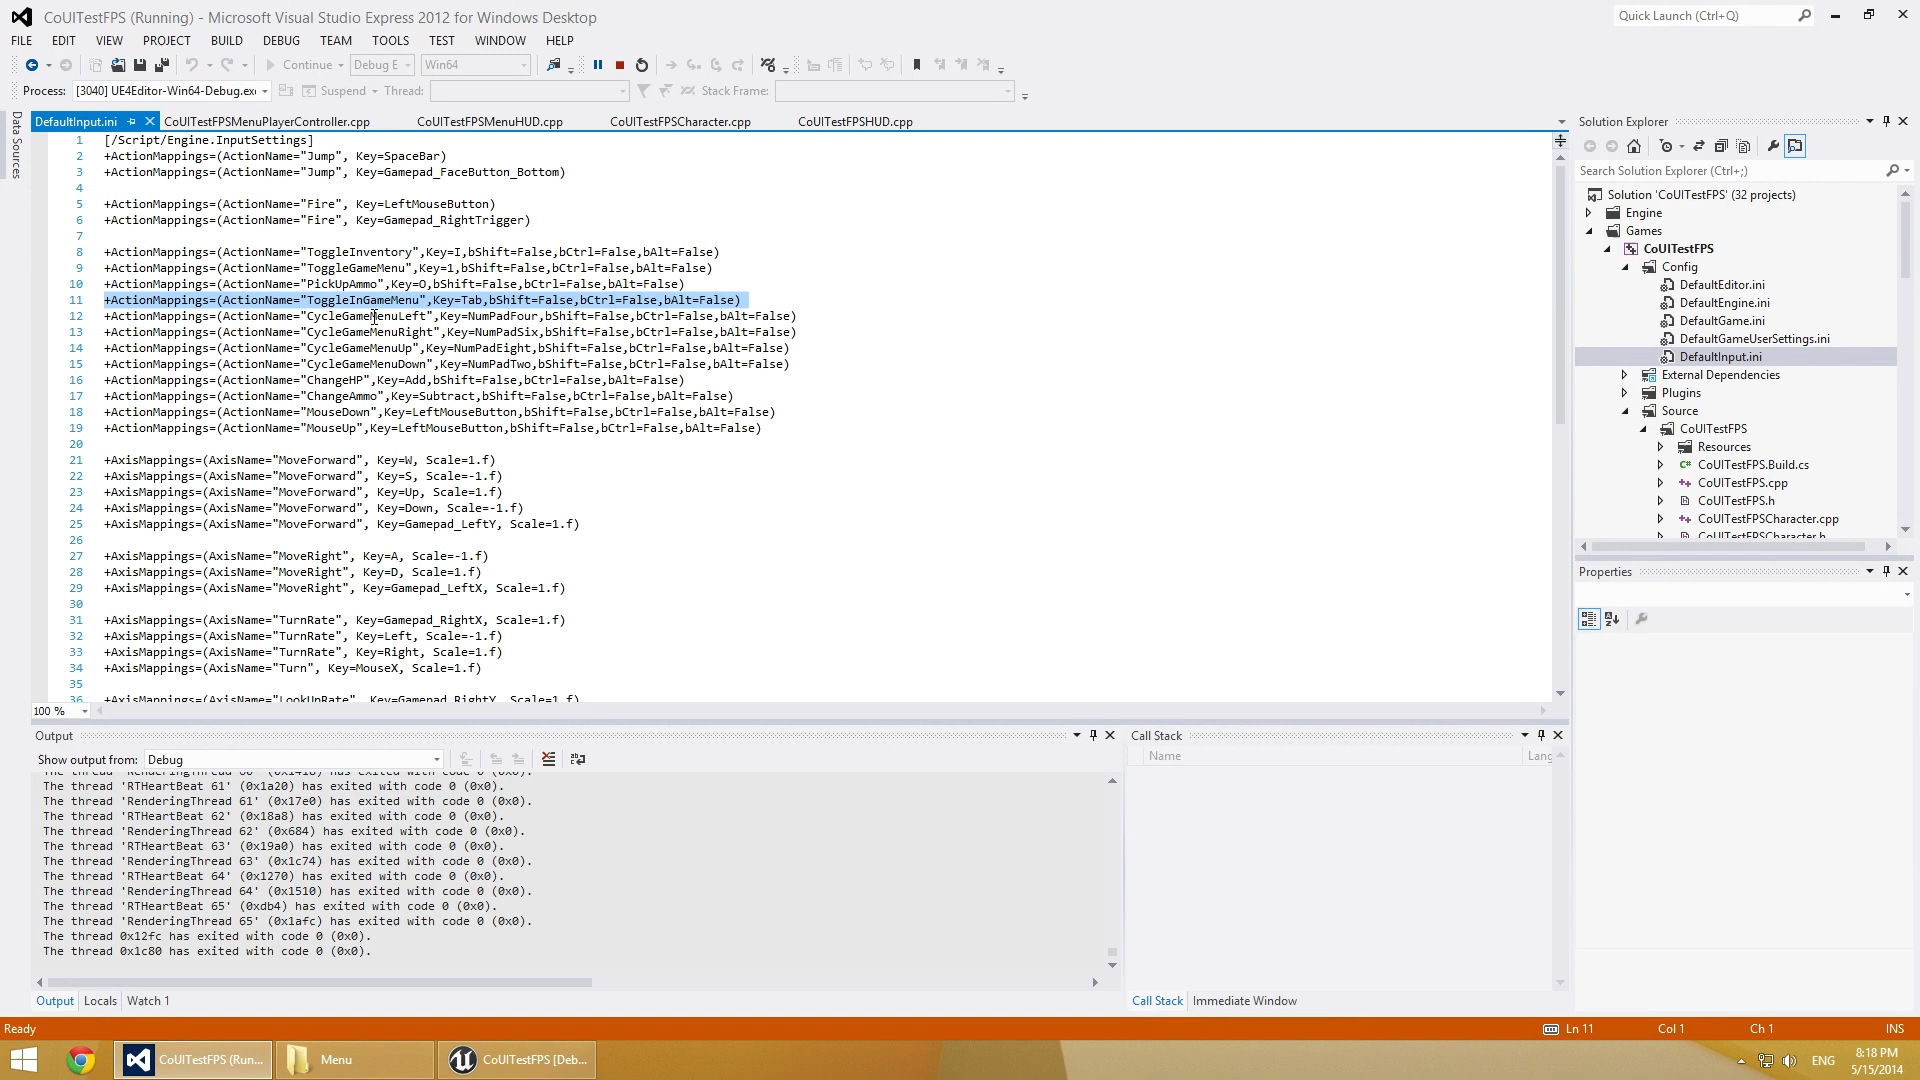 CoUITestFPS (Running) - Microsoft Visual Studio Express 2012 for Windows Desktop
Quick Launch (Ctrl+Q)
FILE EDIT VIEW PROJECT BUILD DEBUG TEAM TOOLS TEST WINDOW HELP
Continue Debug E Win64
Process: [3040] UE4Editor-Win64-Debug.exe Suspend Thread: Stack Frame:
Data Sources
DefaultInput.ini CoUITestFPSMenuPlayerController.cpp CoUITestFPSMenuHUD.cpp CoUITestFPSCharacter.cpp CoUITestFPSHUD.cpp
1 [/Script/Engine.InputSettings]
2 +ActionMappings=(ActionName="Jump", Key=SpaceBar)
3 +ActionMappings=(ActionName="Jump", Key=Gamepad_FaceButton_Bottom)
4
5 +ActionMappings=(ActionName="Fire", Key=LeftMouseButton)
6 +ActionMappings=(ActionName="Fire", Key=Gamepad_RightTrigger)
7
8 +ActionMappings=(ActionName="ToggleInventory",Key=I,bShift=False,bCtrl=False,bAlt=False)
9 +ActionMappings=(ActionName="ToggleGameMenu",Key=1,bShift=False,bCtrl=False,bAlt=False)
10 +ActionMappings=(ActionName="PickUpAmmo",Key=O,bShift=False,bCtrl=False,bAlt=False)
11 +ActionMappings=(ActionName="ToggleInGameMenu",Key=Tab,bShift=False,bCtrl=False,bAlt=False)
12 +ActionMappings=(ActionName="CycleGameMenuLeft",Key=NumPadFour,bShift=False,bCtrl=False,bAlt=False)
13 +ActionMappings=(ActionName="CycleGameMenuRight",Key=NumPadSix,bShift=False,bCtrl=False,bAlt=False)
14 +ActionMappings=(ActionName="CycleGameMenuUp",Key=NumPadEight,bShift=False,bCtrl=False,bAlt=False)
15 +ActionMappings=(ActionName="CycleGameMenuDown",Key=NumPadTwo,bShift=False,bCtrl=False,bAlt=False)
16 +ActionMappings=(ActionName="ChangeHP",Key=Add,bShift=False,bCtrl=False,bAlt=False)
17 +ActionMappings=(ActionName="ChangeAmmo",Key=Subtract,bShift=False,bCtrl=False,bAlt=False)
18 +ActionMappings=(ActionName="MouseDown",Key=LeftMouseButton,bShift=False,bCtrl=False,bAlt=False)
19 +ActionMappings=(ActionName="MouseUp",Key=LeftMouseButton,bShift=False,bCtrl=False,bAlt=False)
20
21 +AxisMappings=(AxisName="MoveForward", Key=W, Scale=1.f)
22 +AxisMappings=(AxisName="MoveForward", Key=S, Scale=-1.f)
23 +AxisMappings=(AxisName="MoveForward", Key=Up, Scale=1.f)
24 +AxisMappings=(AxisName="MoveForward", Key=Down, Scale=-1.f)
25 +AxisMappings=(AxisName="MoveForward", Key=Gamepad_LeftY, Scale=1.f)
26
27 +AxisMappings=(AxisName="MoveRight", Key=A, Scale=-1.f)
28 +AxisMappings=(AxisName="MoveRight", Key=D, Scale=1.f)
29 +AxisMappings=(AxisName="MoveRight", Key=Gamepad_LeftX, Scale=1.f)
30
31 +AxisMappings=(AxisName="TurnRate", Key=Gamepad_RightX, Scale=1.f)
32 +AxisMappings=(AxisName="TurnRate", Key=Left, Scale=-1.f)
33 +AxisMappings=(AxisName="TurnRate", Key=Right, Scale=1.f)
34 +AxisMappings=(AxisName="Turn", Key=MouseX, Scale=1.f)
35
36 +AxisMappings=(AxisName="LookUpRate", Key=Gamepad_RightY, Scale=1.f)
100 %
Solution Explorer
Search Solution Explorer (Ctrl+;)
Solution 'CoUITestFPS' (32 projects)
Engine
Games
CoUITestFPS
Config
DefaultEditor.ini
DefaultEngine.ini
DefaultGame.ini
DefaultGameUserSettings.ini
DefaultInput.ini
External Dependencies
Plugins
Source
CoUITestFPS
Resources
CoUITestFPS.Build.cs
CoUITestFPS.cpp
CoUITestFPS.h
CoUITestFPSCharacter.cpp
CoUITestFPSCharacter.h
Properties
Output
Show output from: Debug
The thread 'RenderingThread 60' (0x1418) has exited with code 0 (0x0).
The thread 'RTHeartBeat 61' (0x1a20) has exited with code 0 (0x0).
The thread 'RenderingThread 61' (0x17e0) has exited with code 0 (0x0).
The thread 'RTHeartBeat 62' (0x18a8) has exited with code 0 (0x0).
The thread 'RenderingThread 62' (0x684) has exited with code 0 (0x0).
The thread 'RTHeartBeat 63' (0x19a0) has exited with code 0 (0x0).
The thread 'RenderingThread 63' (0x1c74) has exited with code 0 (0x0).
The thread 'RTHeartBeat 64' (0x1270) has exited with code 0 (0x0).
The thread 'RenderingThread 64' (0x1510) has exited with code 0 (0x0).
The thread 'RTHeartBeat 65' (0xdb4) has exited with code 0 (0x0).
The thread 'RenderingThread 65' (0x1afc) has exited with code 0 (0x0).
The thread 0x12fc has exited with code 0 (0x0).
The thread 0x1c80 has exited with code 0 (0x0).
Output Locals Watch 1
Call Stack
Name Lang
Call Stack Immediate Window
Ready Ln 11 Col 1 Ch 1 INS
CoUITestFPS (Run... Menu CoUITestFPS [Deb...
ENG
8:18 PM
5/15/2014